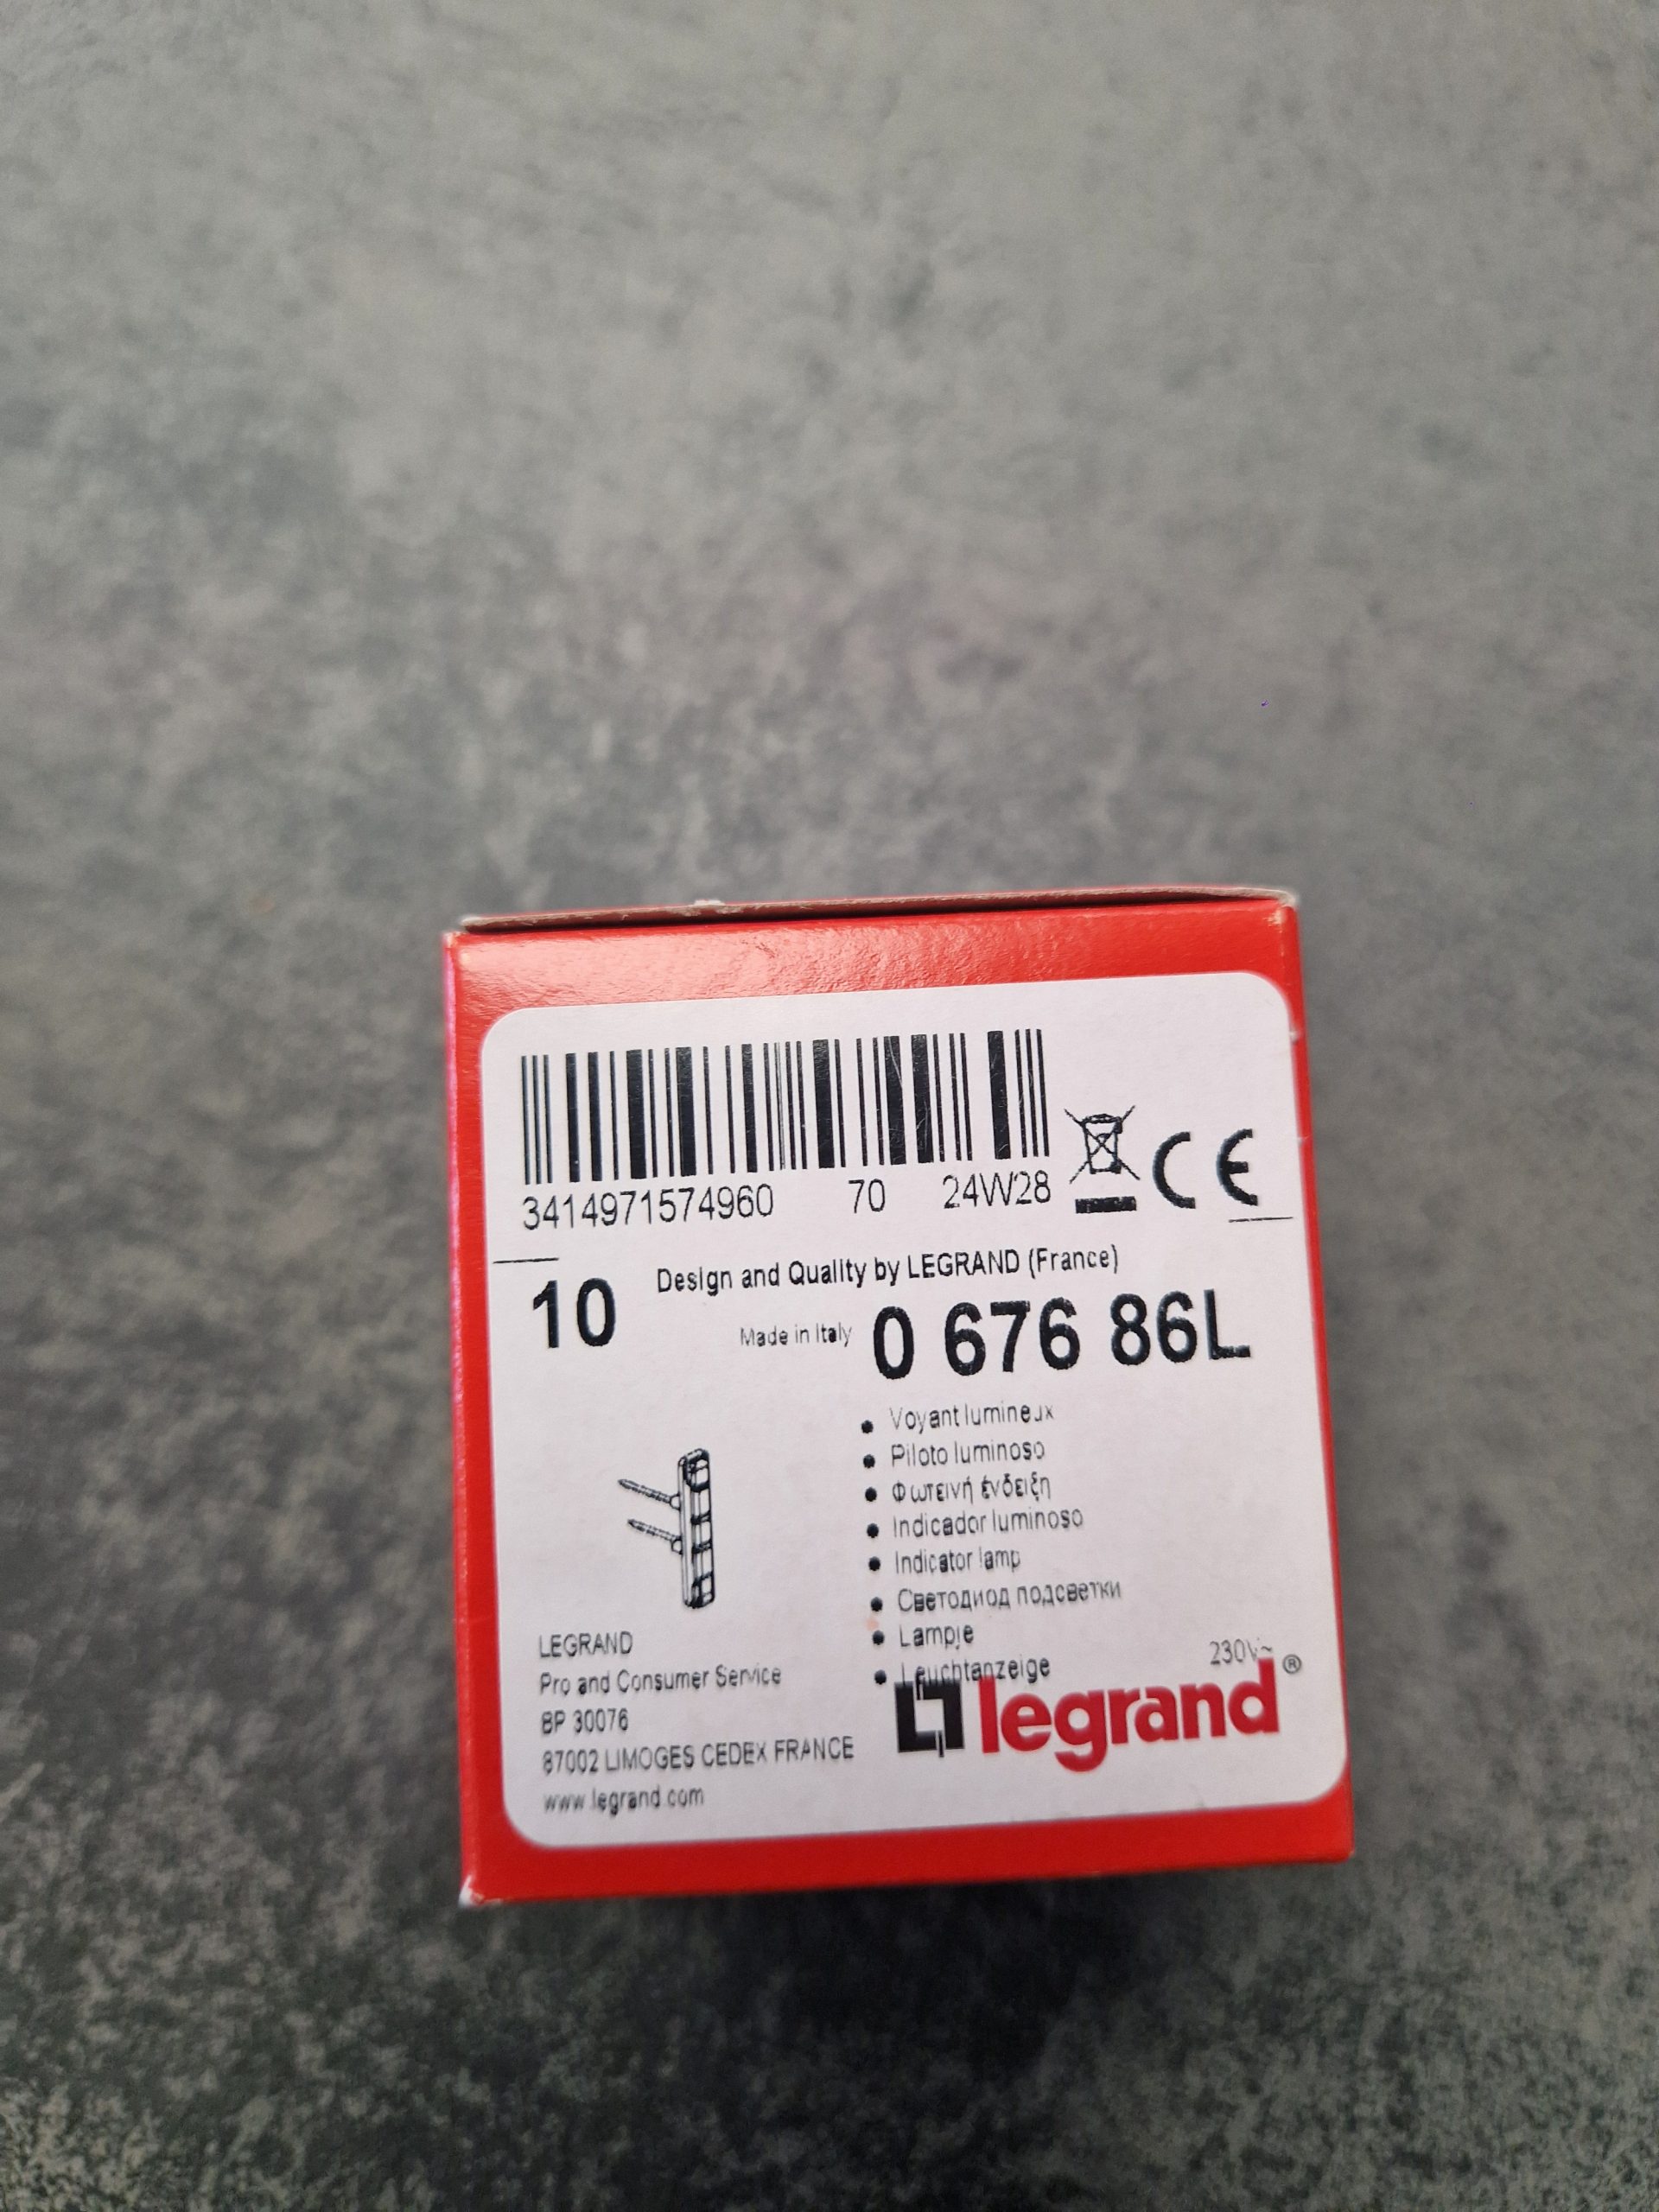 3414971574960 70 24W28
CE
Design and Quality by LEGRAND (France)
10 Made in Italy 0 676 86L
• Voyant lumineux
• Piloto luminoso
• Φωτεινή ένδειξη
• Indicador luminoso
• Indicator lamp
• Светодиод подсветки
• Lampje
• Leuchtanzeige
230V~
LEGRAND
Pro and Consumer Service
BP 30076
87002 LIMOGES CEDEX FRANCE
www.legrand.com
legrand®